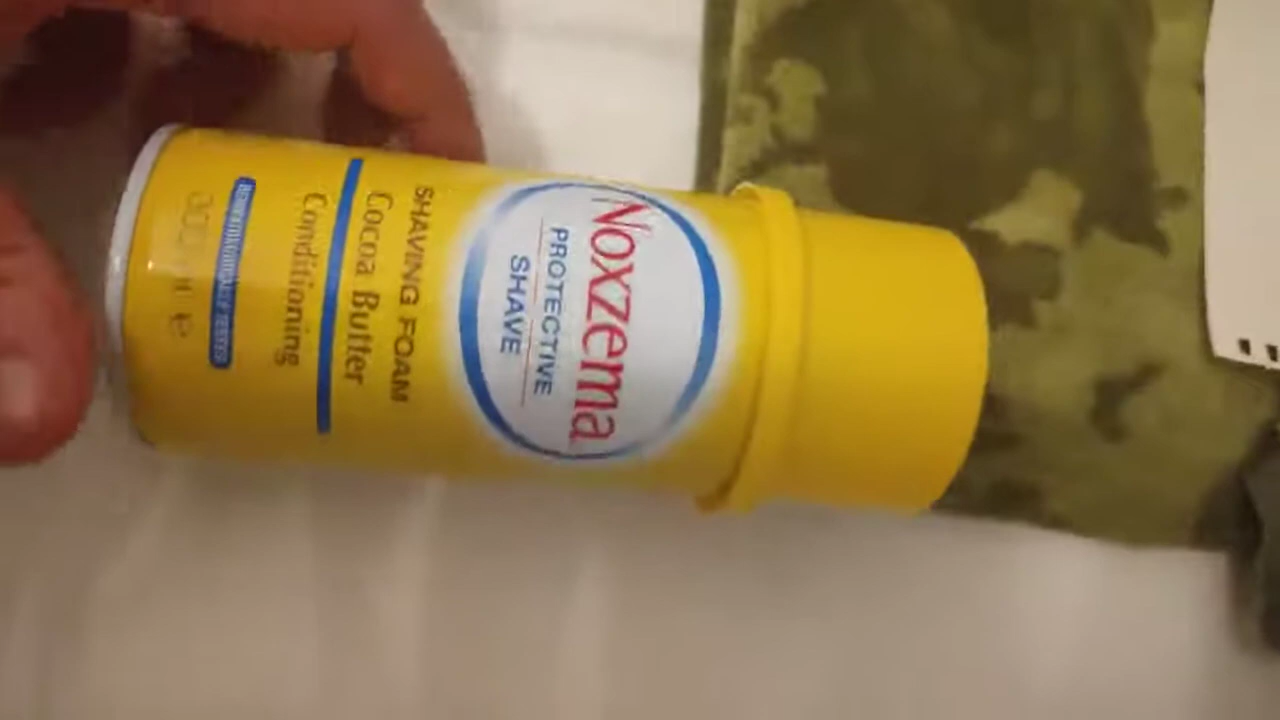 Noxzema
PROTECTIVE
SHAVE
SHAVING FOAM
Cocoa Butter
Conditioning